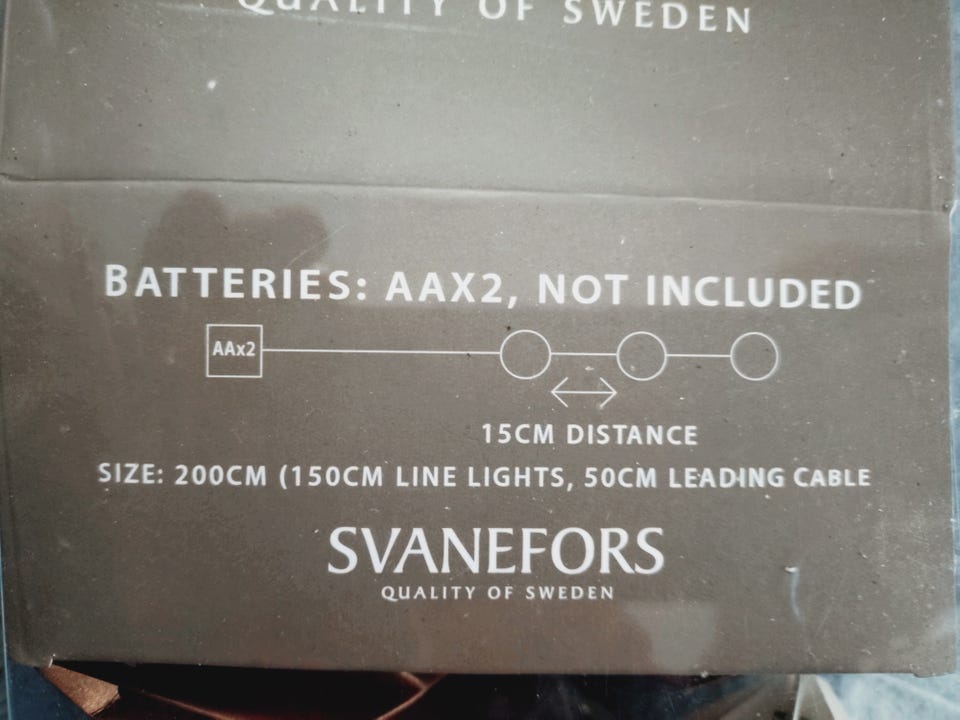 QUALITY OF SWEDEN
BATTERIES: AAX2, NOT INCLUDED
AAx2
15CM DISTANCE
SIZE: 200CM (150CM LINE LIGHTS, 50CM LEADING CABLE
SVANEFORS
QUALITY OF SWEDEN